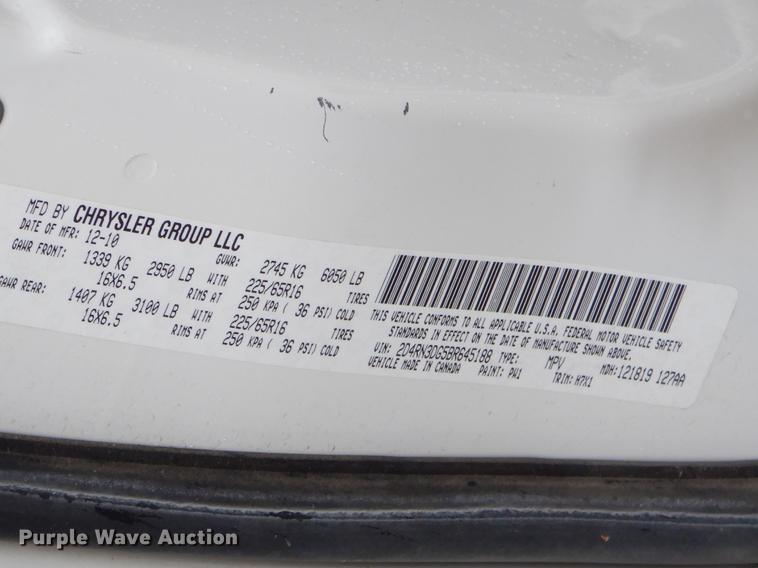 MFD BY CHRYSLER GROUP LLC
DATE OF MFR: 12-10 GVWR: 2745 KG 6050 LB
GAWR FRONT: 1339 KG 2950 LB WITH 225/65R16 TIRES
16X6.5 RIMS AT 250 KPA ( 36 PSI) COLD
GAWR REAR: 1407 KG 3100 LB WITH 225/65R16 TIRES
16X6.5 RIMS AT 250 KPA ( 36 PSI) COLD
THIS VEHICLE CONFORMS TO ALL APPLICABLE U.S.A. FEDERAL MOTOR VEHICLE SAFETY
STANDARDS IN EFFECT ON THE DATE OF MANUFACTURE SHOWN ABOVE.
VIN: 2D4RN3DG5BR645188 TYPE: MPV MDH: 121819 127AA
VEHICLE MADE IN CANADA PAINT: PW1 TRIM: H7X1
Purple Wave Auction